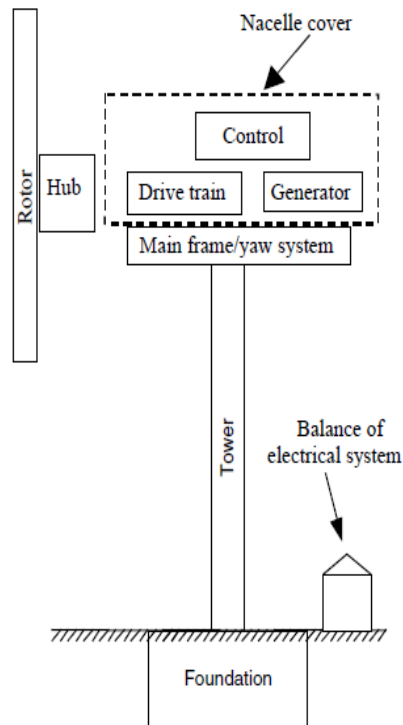 Nacelle cover
Control
Rotor
Hub
Drive train
Generator
Main frame/yaw system
Tower
Balance of
electrical system
Foundation